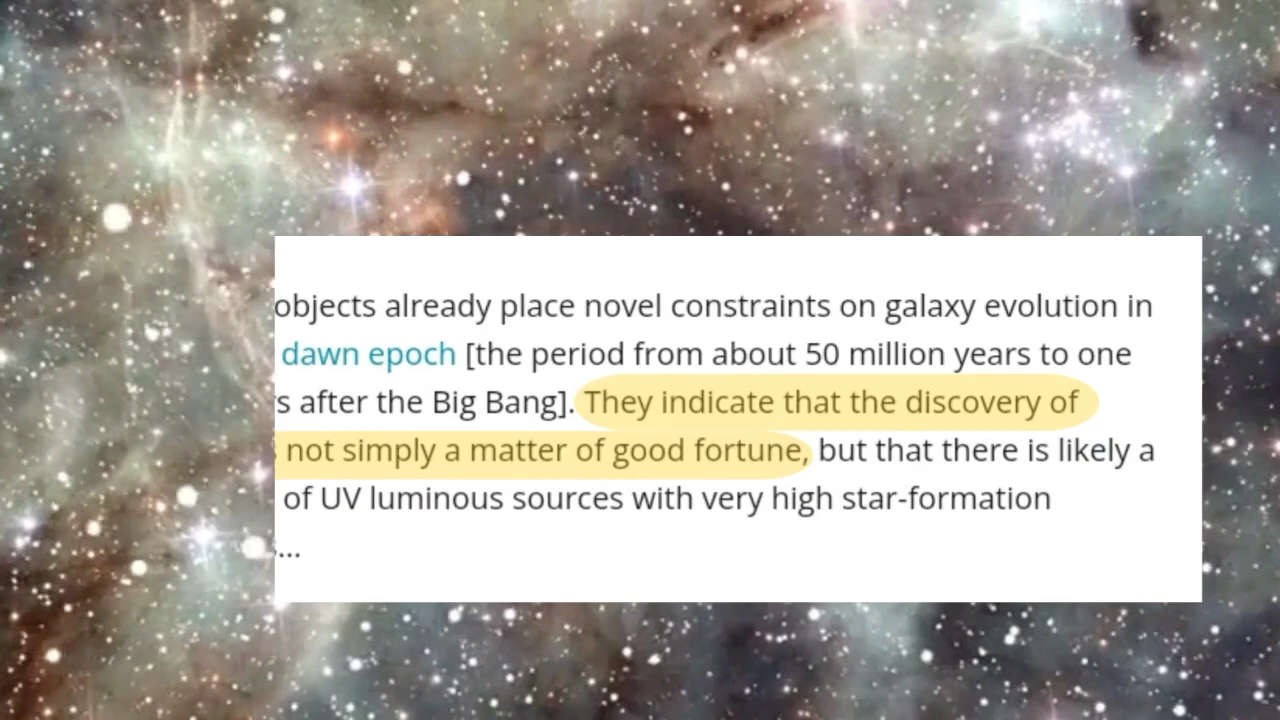 objects already place novel constraints on galaxy evolution in
dawn epoch [the period from about 50 million years to one
s after the Big Bang]. They indicate that the discovery of
not simply a matter of good fortune, but that there is likely a
of UV luminous sources with very high star-formation
...